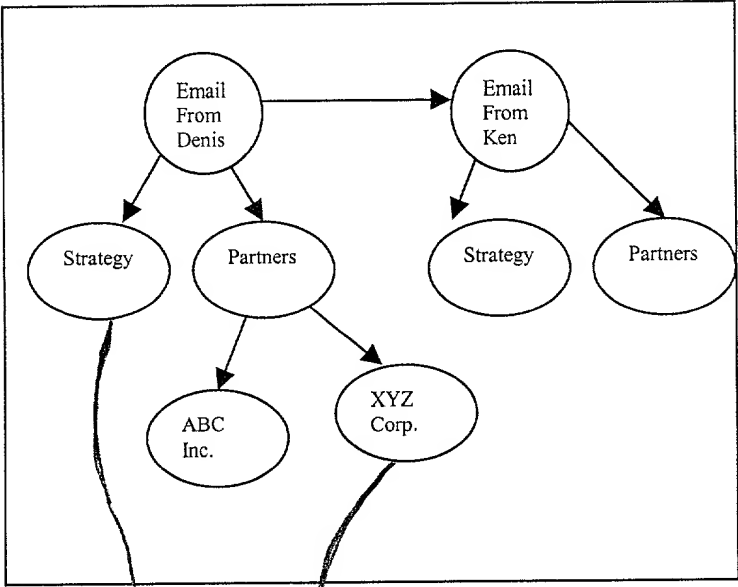 Email
From
Denis
Email
From
Ken
Strategy
Partners
Strategy
Partners
ABC
Inc.
XYZ
Corp.